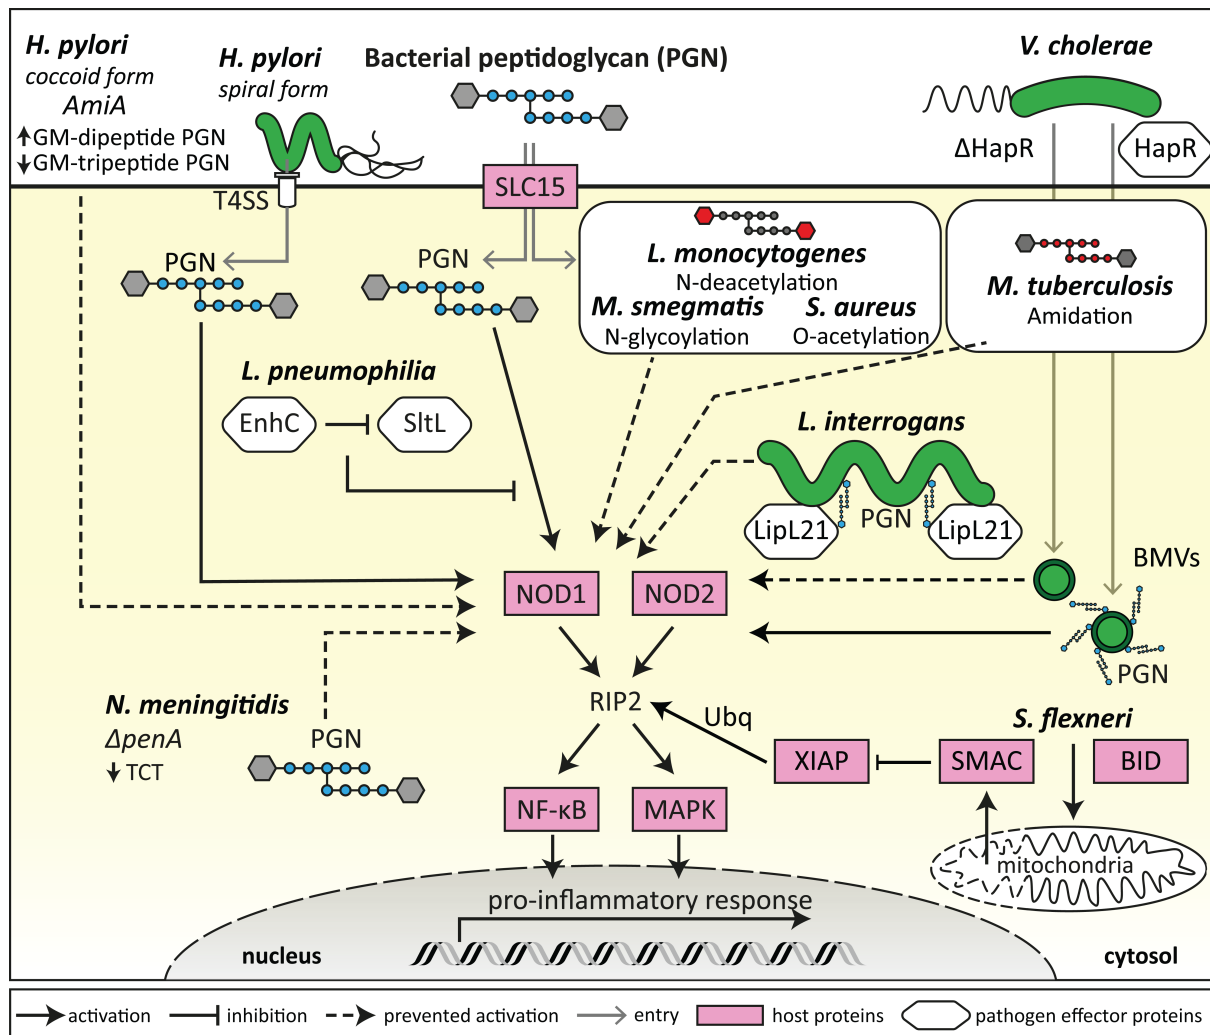 H. pylori
coccoid form
AmiA
GM-dipeptide PGN
GM-tripeptide PGN
H. pylori
spiral form
T4SS
Bacterial peptidoglycan (PGN)
SLC15
V. cholerae
ΔHapR
HapR
PGN
PGN
L. monocytogenes
N-deacetylation
M. smegmatis
N-glycoylation
S. aureus
O-acetylation
M. tuberculosis
Amidation
L. pneumophilia
EnhC
SltL
L. interrogans
LipL21
PGN
LipL21
BMVs
NOD1
NOD2
PGN
RIP2
Ubq
N. meningitidis
ΔpenA
TCT
PGN
S. flexneri
XIAP
SMAC
BID
NF-κB
MAPK
mitochondria
pro-inflammatory response
nucleus
cytosol
activation
inhibition
prevented activation
entry
host proteins
pathogen effector proteins